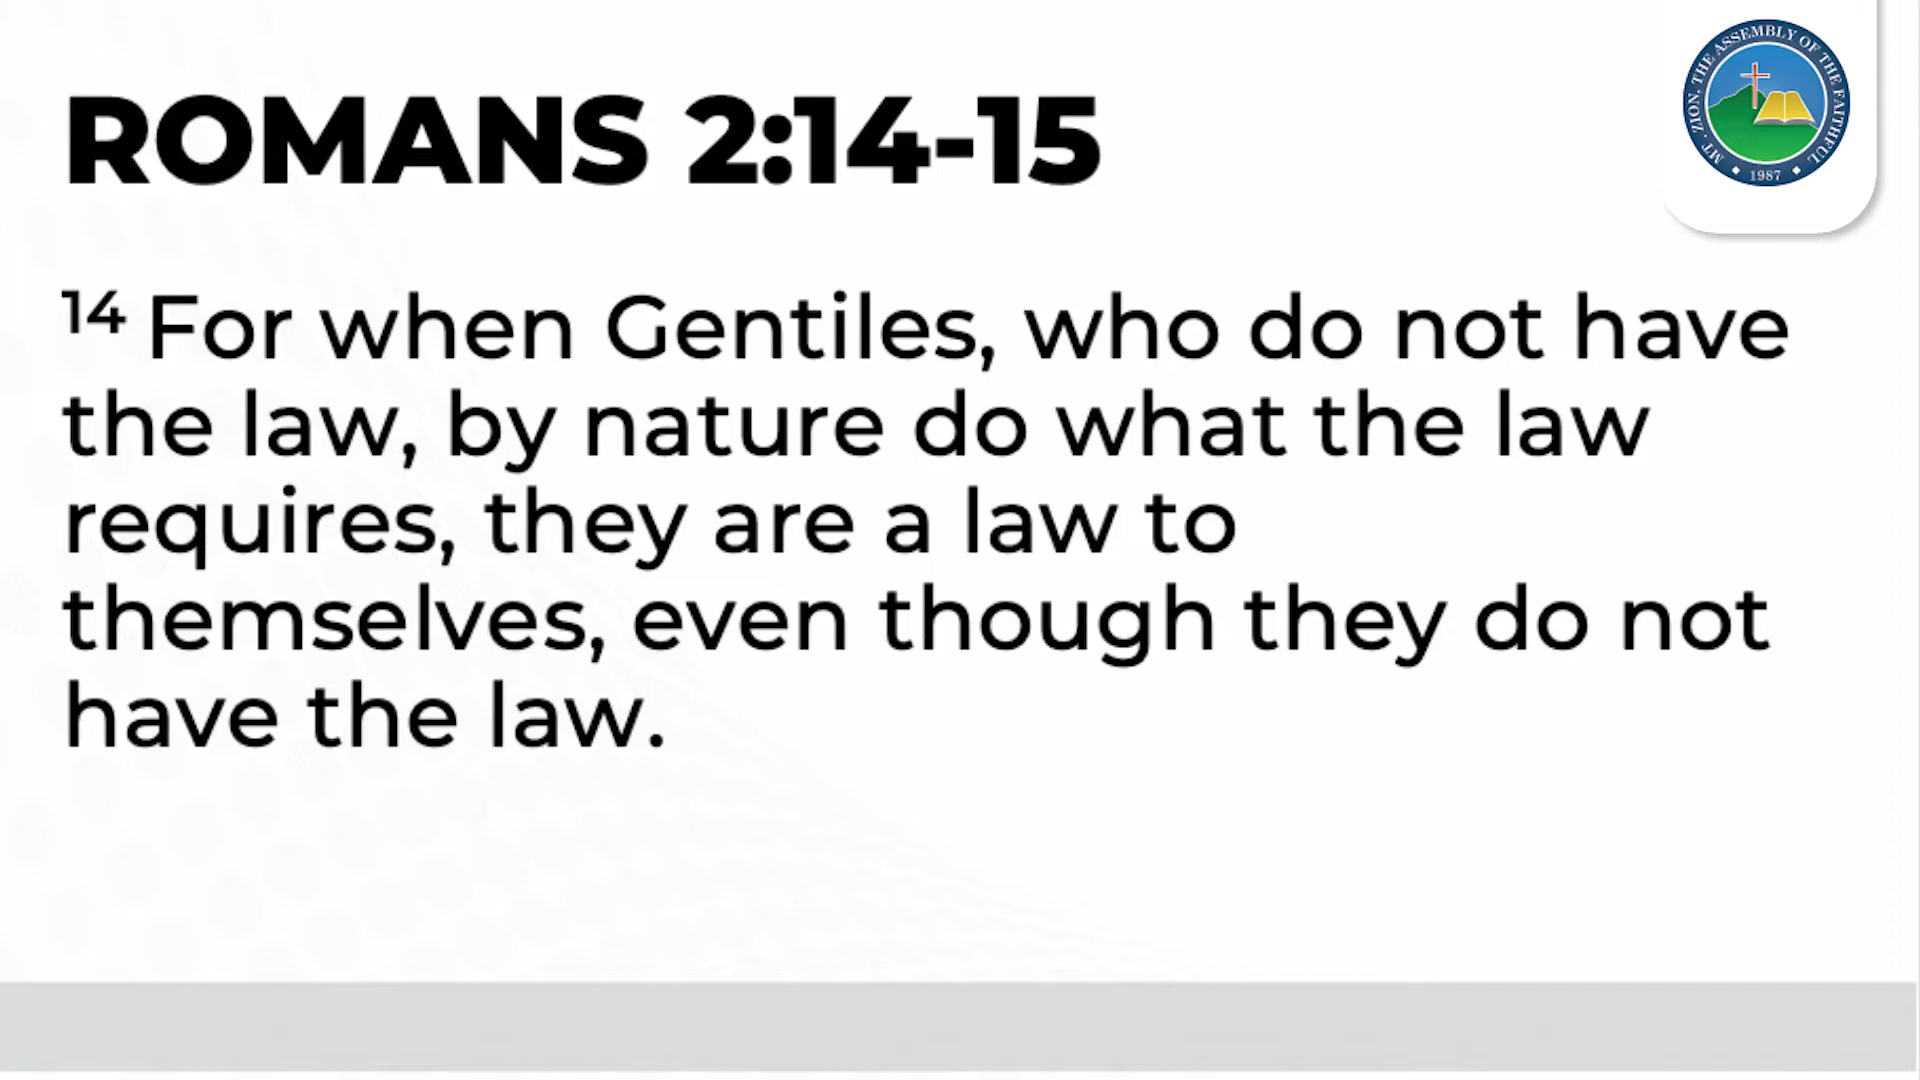 MT. ZION, THE ASSEMBLY OF THE FAITHFUL
1987
ROMANS 2:14-15
14 For when Gentiles, who do not have
the law, by nature do what the law
requires, they are a law to
themselves, even though they do not
have the law.